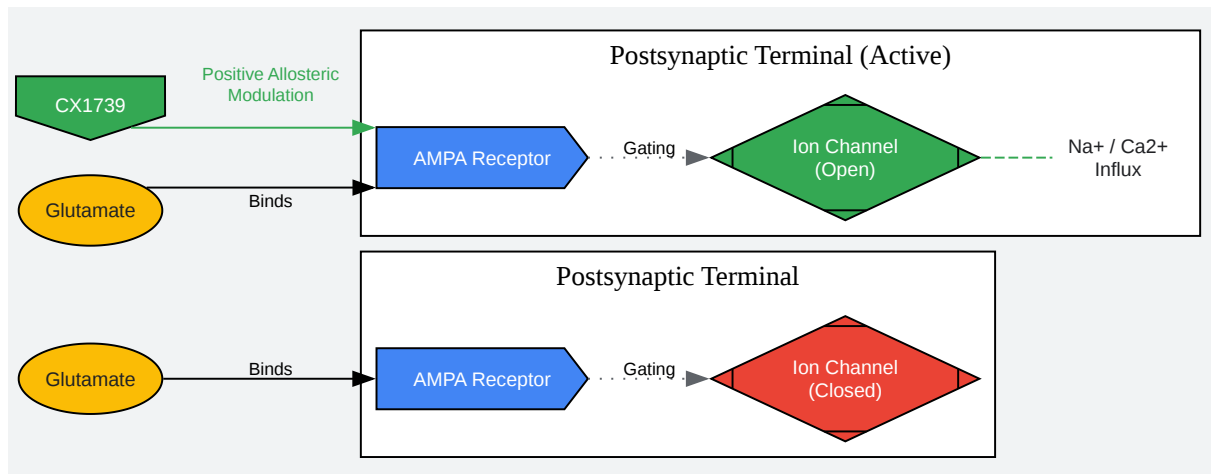 Postsynaptic Terminal (Active)
Positive Allosteric
Modulation
CX1739
AMPA Receptor
Gating
Ion Channel
(Open)
Na+ / Ca2+
Influx
Binds
Glutamate
Postsynaptic Terminal
Glutamate
Binds
AMPA Receptor
Gating
Ion Channel
(Closed)